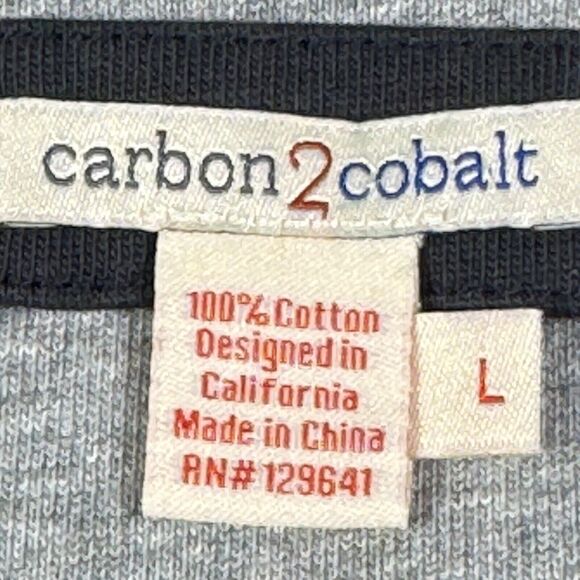 carbon2cobalt
100% Cotton
Designed in
California
Made in China
RN#129641
L